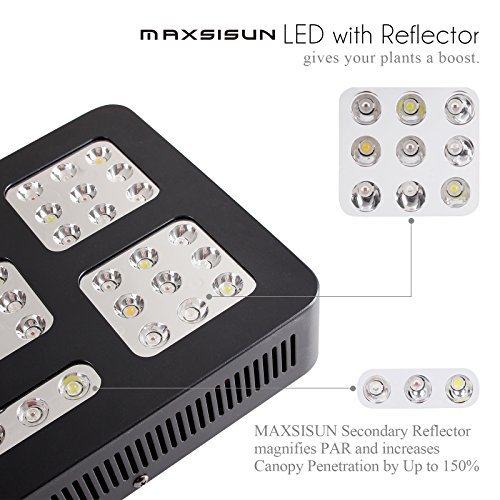 MAXSISUN LED with Reflector
gives your plants a boost.
MAXSISUN Secondary Reflector
magnifies PAR and increases
Canopy Penetration by Up to 150%